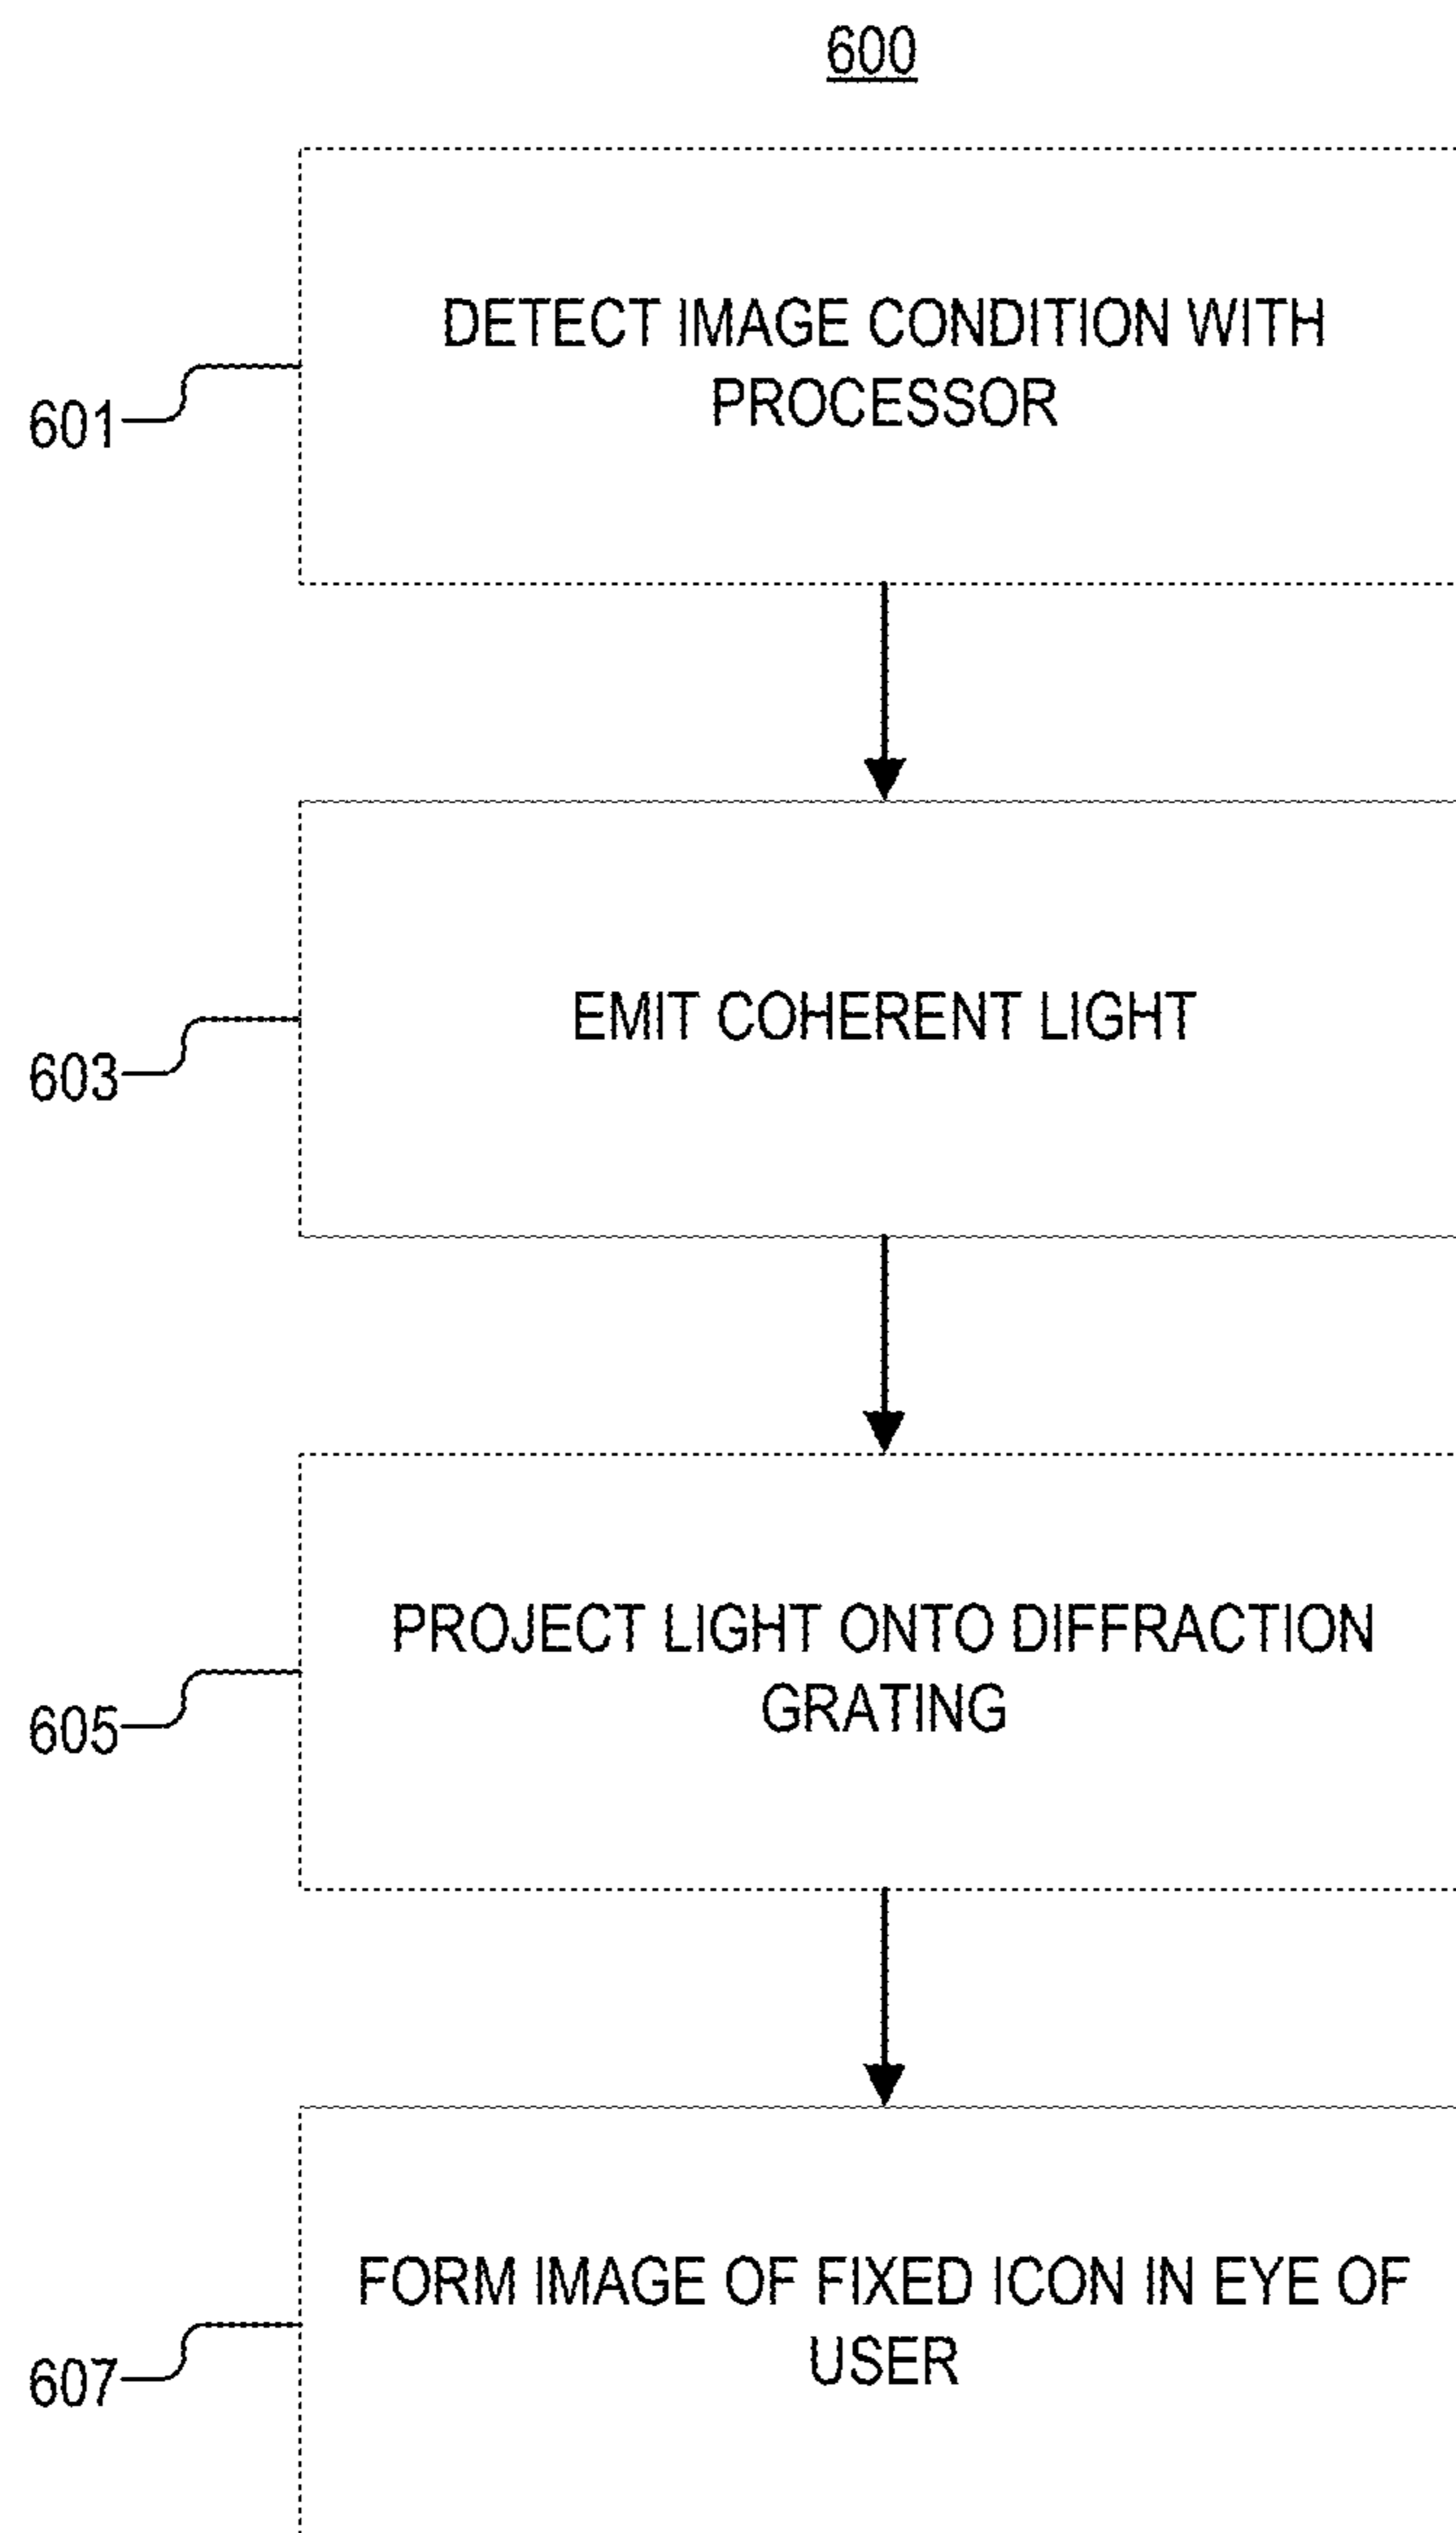 600
DETECT IMAGE CONDITION WITH
PROCESSOR
601
EMIT COHERENT LIGHT
603
PROJECT LIGHT ONTO DIFFRACTION
GRATING
605
FORM IMAGE OF FIXED ICON IN EYE OF
USER
607